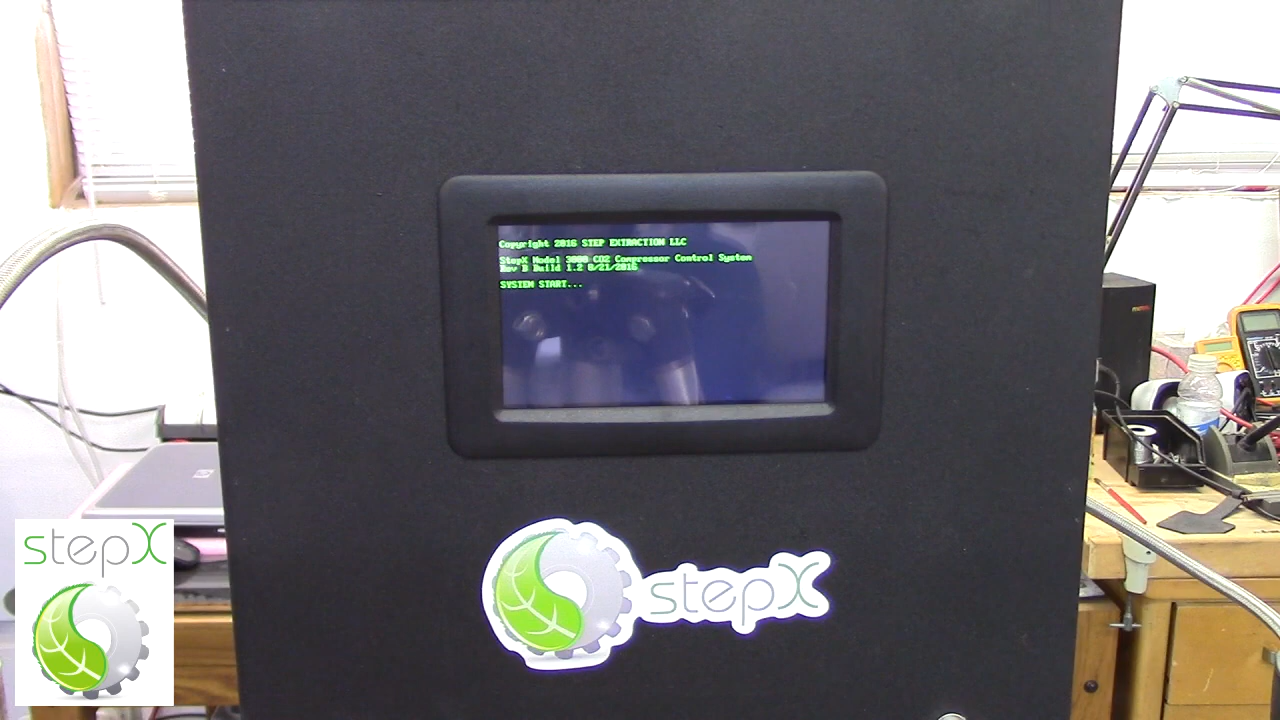 Copyright 2016 STEP EXTRACTION LLC
StepX Model 3000 CO2 Compressor Control System
Rev B Build 1.2 8/21/2016
SYSTEM START...
stepX
stepX